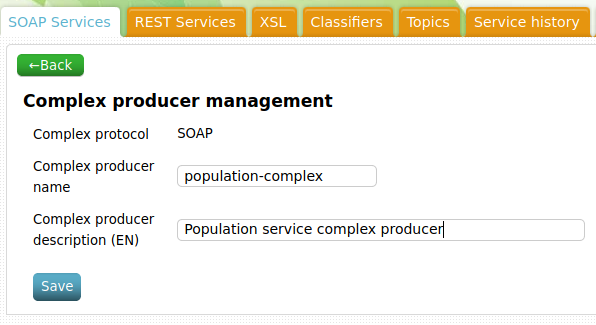 SOAP Services REST Services XSL Classifiers Topics Service history
←Back
Complex producer management
Complex protocol SOAP
Complex producer
name
population-complex
Complex producer
description (EN)
Population service complex producer
Save